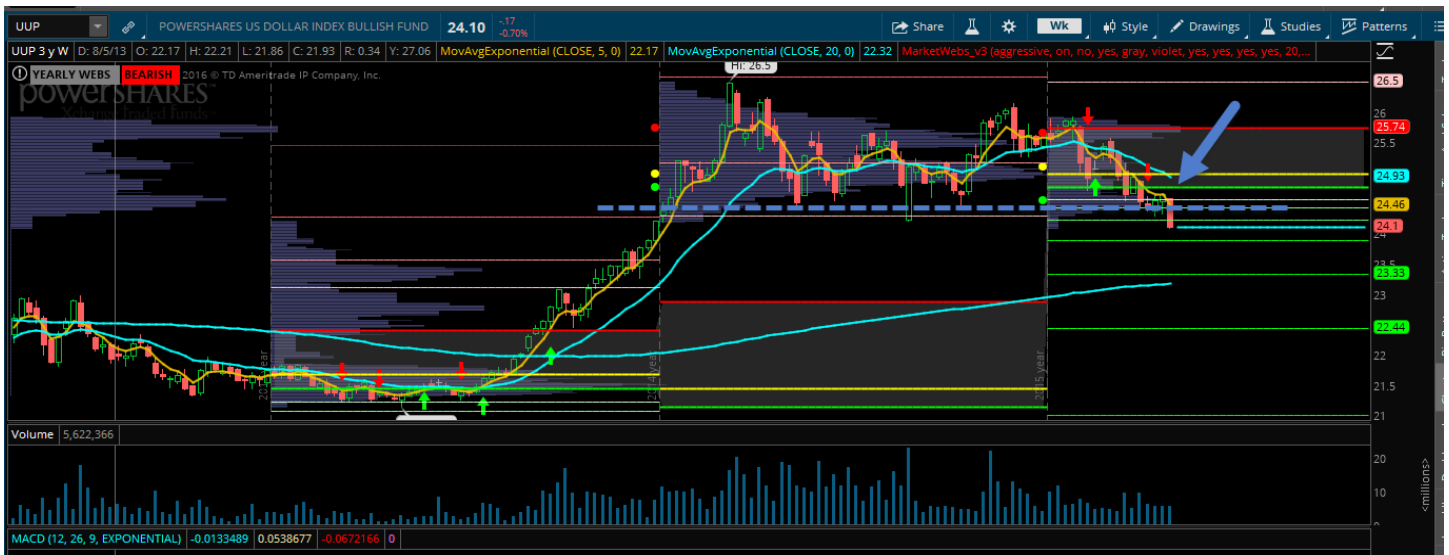 UUP POWERSHARES US DOLLAR INDEX BULLISH FUND 24.10 -.17 -0.70% Share Wk Style Drawings Studies Patterns
UUP 3 y W D: 8/5/13 O: 22.17 H: 22.21 L: 21.86 C: 21.93 R: 0.34 Y: 27.06 MovAvgExponential (CLOSE, 5, 0) 22.17 MovAvgExponential (CLOSE, 20, 0) 22.32 MarketWebs_v3 (aggressive, on, no, yes, gray, violet, yes, yes, yes, yes, 20,...
YEARLY WEBS BEARISH 2016 © TD Ameritrade IP Company, Inc.
powerSHARES
Xchange Traded Funds
Hi: 26.5
26.5
26
25.74
25.5
24.93
24.46
24.1
24
23.5
23.33
23
22.44
22
21.5
21
2014 year
2015 year
Volume 5,622,366
20
10
<millions>
MACD (12, 26, 9, EXPONENTIAL) -0.0133489 0.0538677 -0.0672166 0